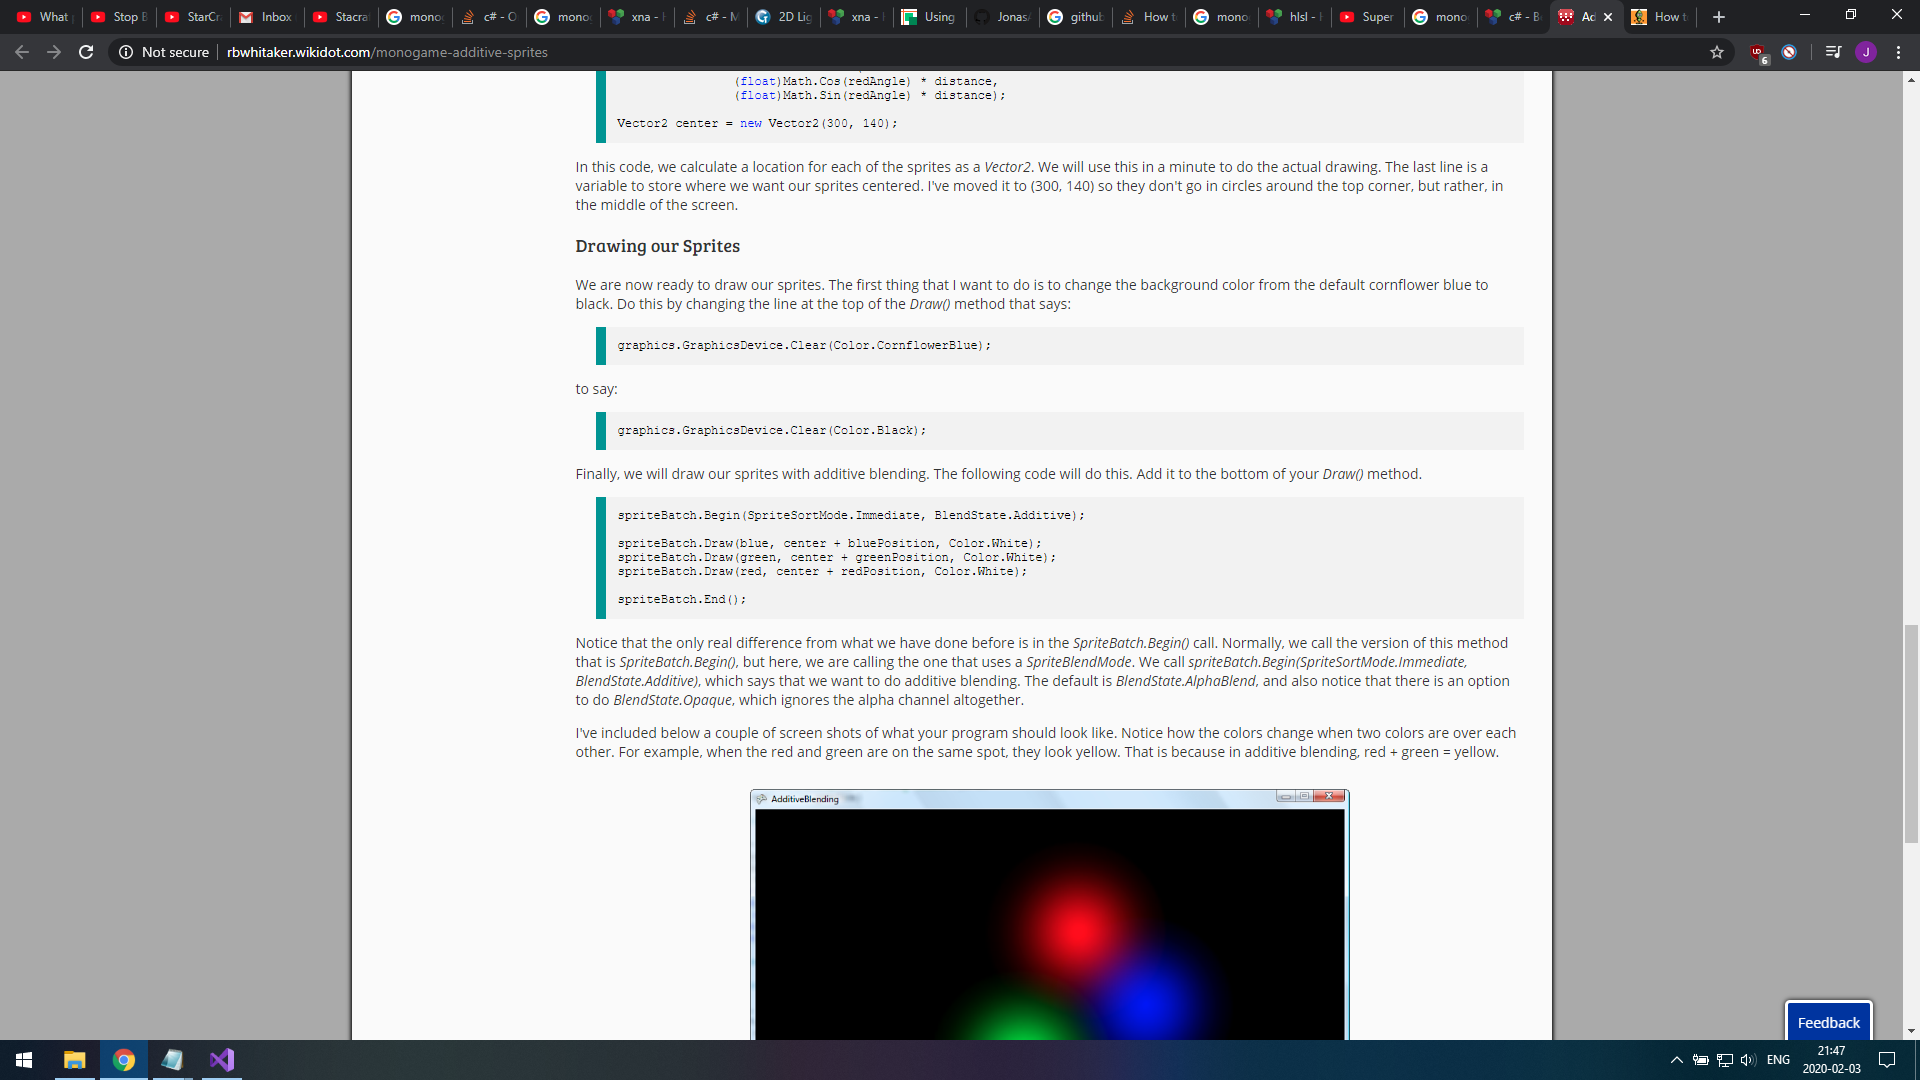 What
Stop B
StarCr
Inbox
Stacra
mono
c# - O
mono
xna -
c# - M
2D Lig
xna -
Using
Jonas
github
How t
mono
hlsl -
Super
mono
c# - B
Ad
How t
Not secure
rbwhitaker.wikidot.com/monogame-additive-sprites
6
J
(float)Math.Cos(redAngle) * distance,
(float)Math.Sin(redAngle) * distance);
Vector2 center = new Vector2(300, 140);
In this code, we calculate a location for each of the sprites as a Vector2. We will use this in a minute to do the actual drawing. The last line is a
variable to store where we want our sprites centered. I've moved it to (300, 140) so they don't go in circles around the top corner, but rather, in
the middle of the screen.
Drawing our Sprites
We are now ready to draw our sprites. The first thing that I want to do is to change the background color from the default cornflower blue to
black. Do this by changing the line at the top of the Draw() method that says:
graphics.GraphicsDevice.Clear(Color.CornflowerBlue);
to say:
graphics.GraphicsDevice.Clear(Color.Black);
Finally, we will draw our sprites with additive blending. The following code will do this. Add it to the bottom of your Draw() method.
spriteBatch.Begin(SpriteSortMode.Immediate, BlendState.Additive);
spriteBatch.Draw(blue, center + bluePosition, Color.White);
spriteBatch.Draw(green, center + greenPosition, Color.White);
spriteBatch.Draw(red, center + redPosition, Color.White);
spriteBatch.End();
Notice that the only real difference from what we have done before is in the SpriteBatch.Begin() call. Normally, we call the version of this method
that is SpriteBatch.Begin(), but here, we are calling the one that uses a SpriteBlendMode. We call spriteBatch.Begin(SpriteSortMode.Immediate,
BlendState.Additive), which says that we want to do additive blending. The default is BlendState.AlphaBlend, and also notice that there is an option
to do BlendState.Opaque, which ignores the alpha channel altogether.
I've included below a couple of screen shots of what your program should look like. Notice how the colors change when two colors are over each
other. For example, when the red and green are on the same spot, they look yellow. That is because in additive blending, red + green = yellow.
AdditiveBlending
Feedback
ENG
21:47
2020-02-03